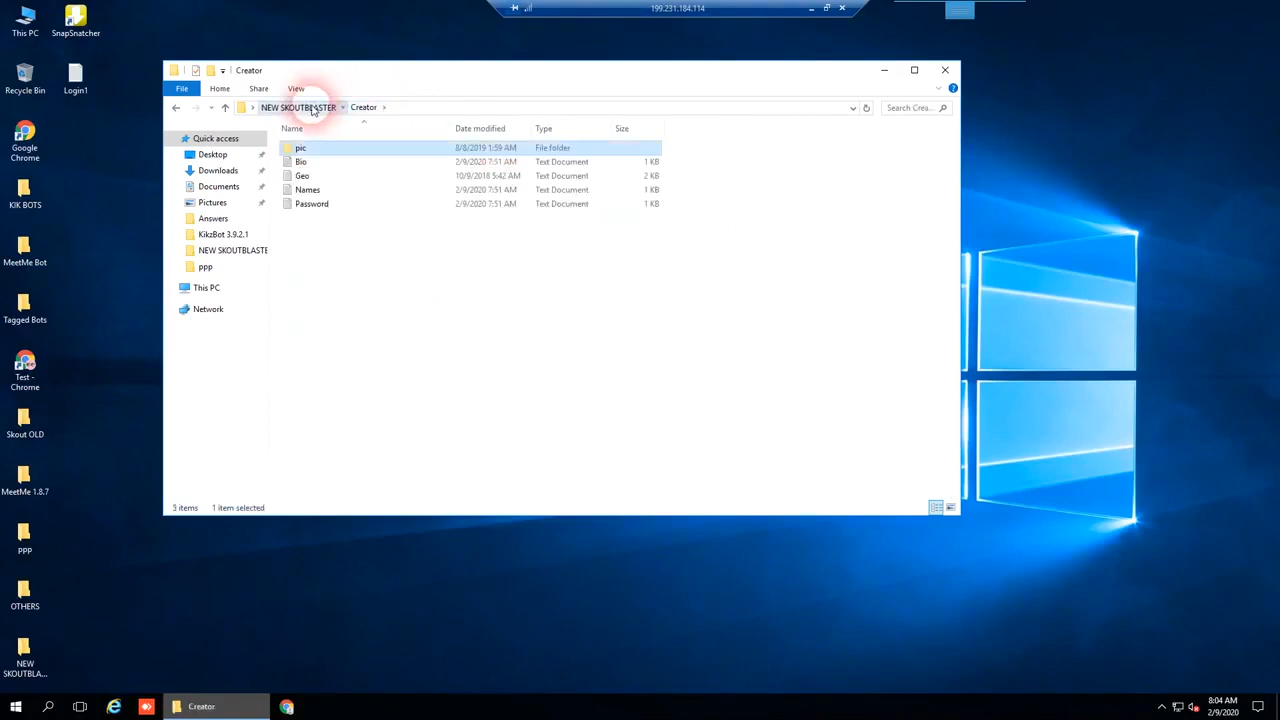 199.231.184.114
This PC
SnapSnatcher
Recycle Bin
Login1
Google
Chrome
KIK BOTS
MeetMe Bot
Tagged Bots
Test -
Chrome
Skout OLD
MeetMe 1.8.7
PPP
OTHERS
NEW
SKOUTBLA...
Creator
File
Home
Share
View
NEW SKOUTBLASTER
Creator
Search Crea...
Name
Date modified
Type
Size
Quick access
Desktop
Downloads
Documents
Pictures
Answers
KikzBot 3.9.2.1
NEW SKOUTBLASTE
ppp
This PC
Network
pic 8/8/2019 1:59 AM File folder
Bio 2/9/2020 7:51 AM Text Document 1 KB
Geo 10/9/2018 5:42 AM Text Document 2 KB
Names 2/9/2020 7:51 AM Text Document 1 KB
Password 2/9/2020 7:51 AM Text Document 1 KB
5 items 1 item selected
Creator
8:04 AM
2/9/2020